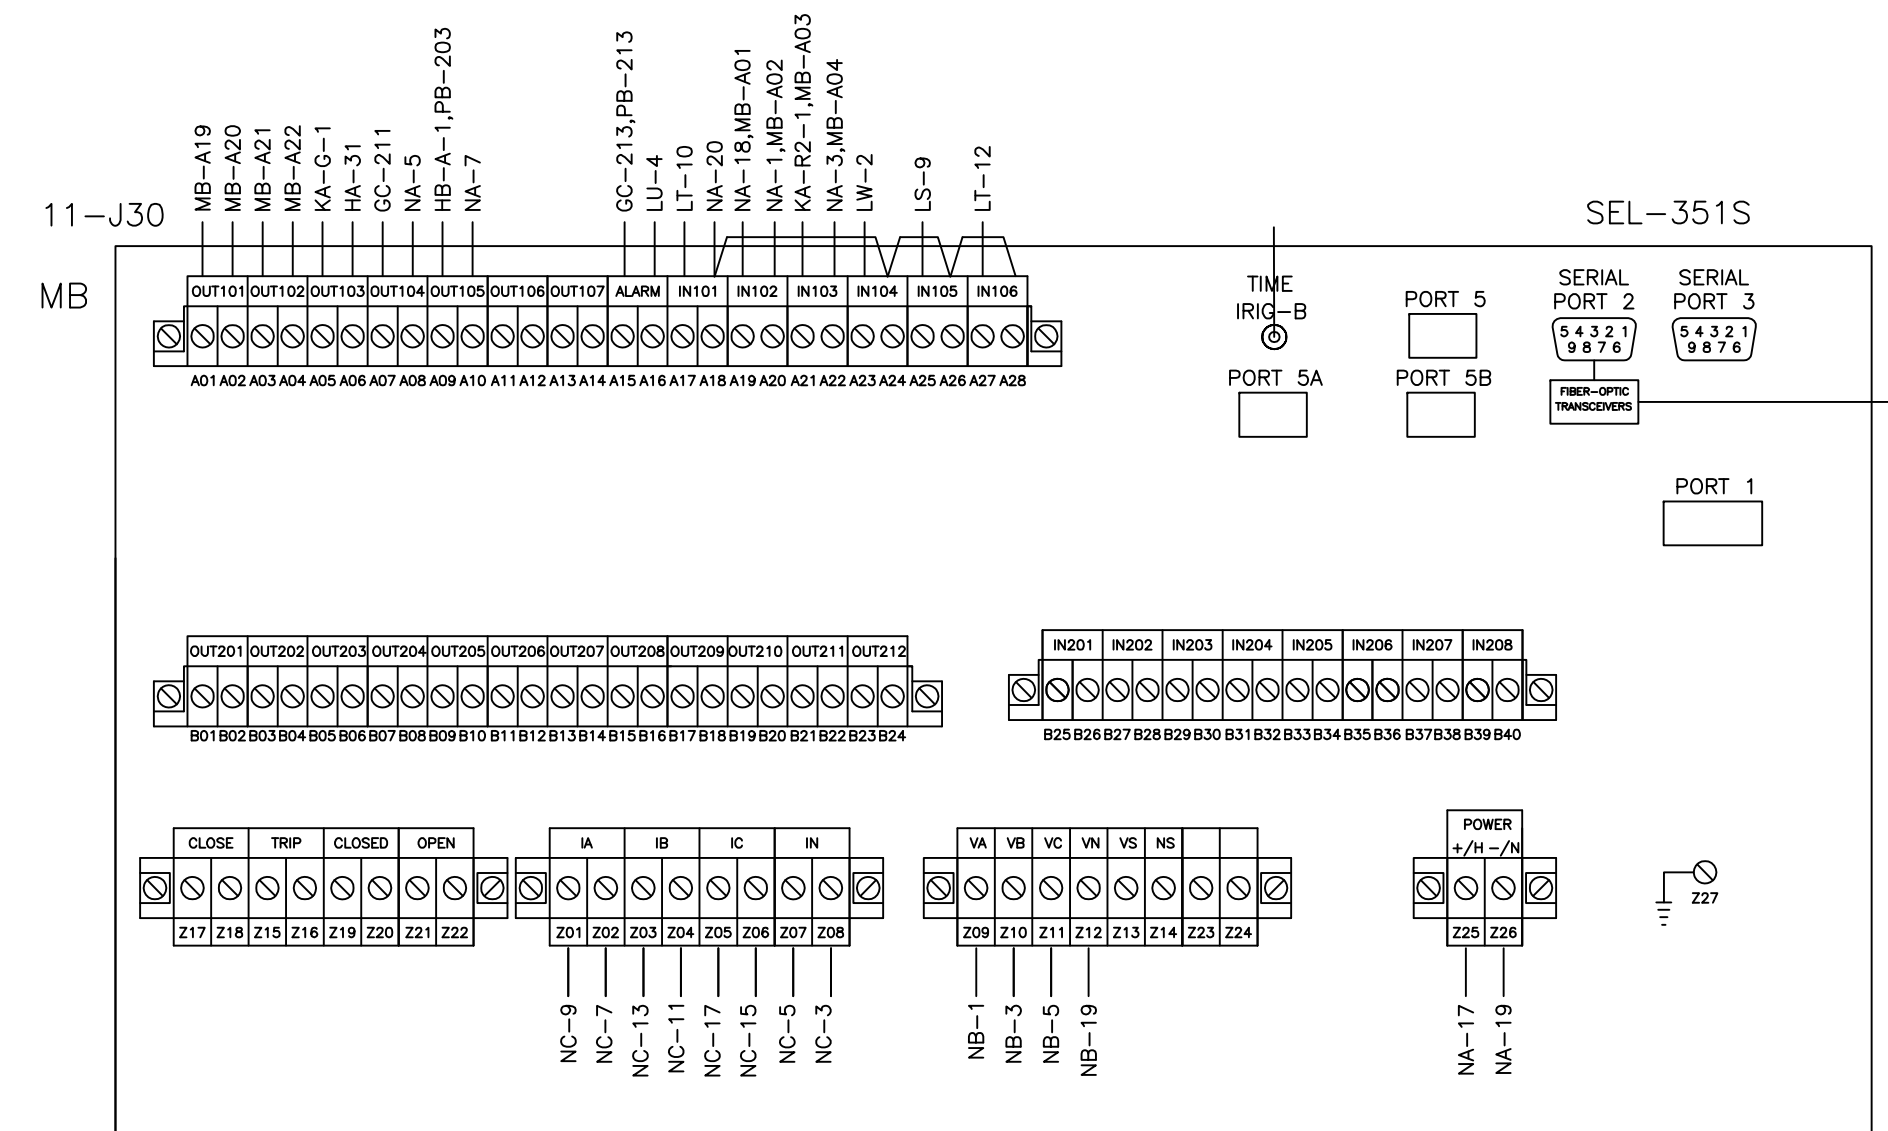 MB-A19
MB-A20
MB-A21
MB-A22
KA-G-1
HA-31
GC-211
NA-5
HB-A-1,PB-203
NA-7
GC-213,PB-213
LU-4
LT-10
NA-20
NA-18,MB-A01
NA-1,MB-A02
KA-R2-1,MB-A03
NA-3,MB-A04
LW-2
LS-9
LT-12
11-J30
SEL-351S
MB
OUT101 OUT102 OUT103 OUT104 OUT105 OUT106 OUT107 ALARM IN101 IN102 IN103 IN104 IN105 IN106
A01 A02 A03 A04 A05 A06 A07 A08 A09 A10 A11 A12 A13 A14 A15 A16 A17 A18 A19 A20 A21 A22 A23 A24 A25 A26 A27 A28
TIME
IRIG-B
PORT 5
SERIAL
PORT 2
5 4 3 2 1
9 8 7 6
SERIAL
PORT 3
5 4 3 2 1
9 8 7 6
PORT 5A
PORT 5B
FIBER-OPTIC
TRANSCEIVERS
PORT 1
OUT201 OUT202 OUT203 OUT204 OUT205 OUT206 OUT207 OUT208 OUT209 OUT210 OUT211 OUT212
B01 B02 B03 B04 B05 B06 B07 B08 B09 B10 B11 B12 B13 B14 B15 B16 B17 B18 B19 B20 B21 B22 B23 B24
IN201 IN202 IN203 IN204 IN205 IN206 IN207 IN208
B25 B26 B27 B28 B29 B30 B31 B32 B33 B34 B35 B36 B37 B38 B39 B40
CLOSE TRIP CLOSED OPEN
Z17 Z18 Z15 Z16 Z19 Z20 Z21 Z22
IA IB IC IN
Z01 Z02 Z03 Z04 Z05 Z06 Z07 Z08
NC-9
NC-7
NC-13
NC-11
NC-17
NC-15
NC-5
NC-3
VA VB VC VN VS NS
Z09 Z10 Z11 Z12 Z13 Z14 Z23 Z24
NB-1
NB-3
NB-5
NB-19
POWER
+/H -/N
Z25 Z26
NA-17
NA-19
Z27